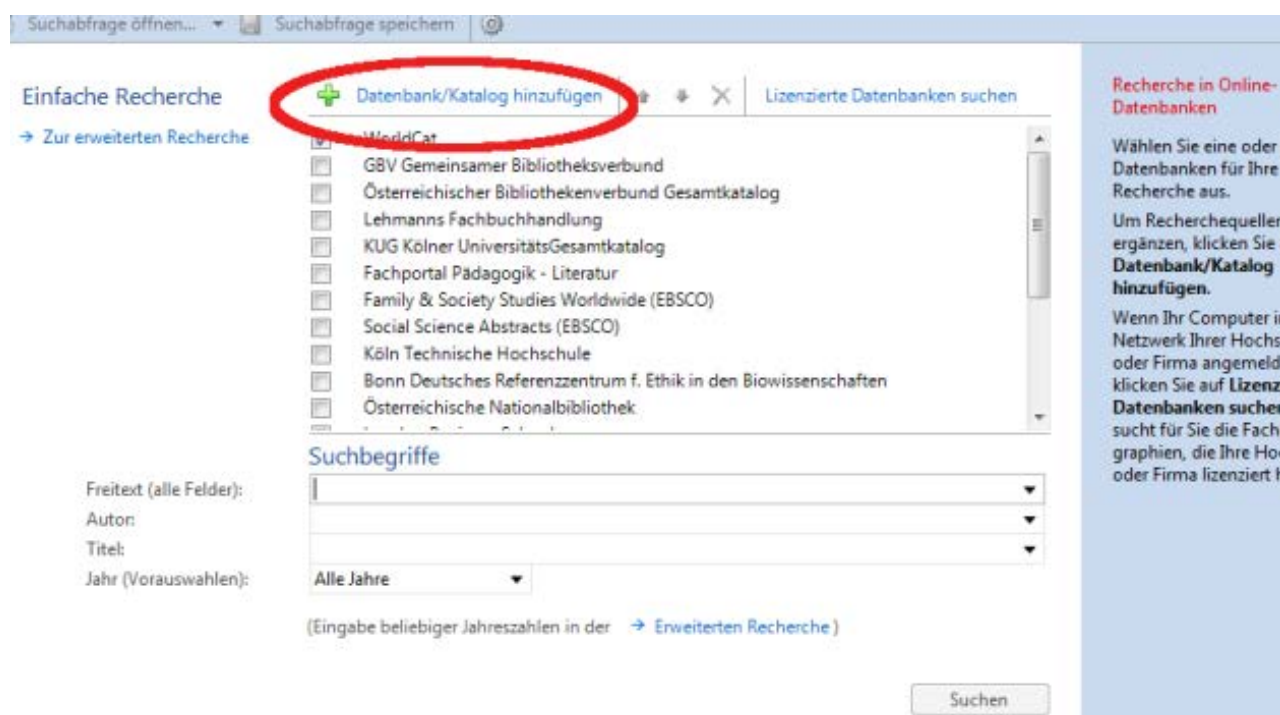 Suchabfrage öffnen... Suchabfrage speichern
Einfache Recherche
→ Zur erweiterten Recherche
Datenbank/Katalog hinzufügen Lizenzierte Datenbanken suchen
WorldCat
GBV Gemeinsamer Bibliotheksverbund
Österreichischer Bibliothekenverbund Gesamtkatalog
Lehmanns Fachbuchhandlung
KUG Kölner UniversitätsGesamtkatalog
Fachportal Pädagogik - Literatur
Family & Society Studies Worldwide (EBSCO)
Social Science Abstracts (EBSCO)
Köln Technische Hochschule
Bonn Deutsches Referenzzentrum f. Ethik in den Biowissenschaften
Österreichische Nationalbibliothek
Suchbegriffe
Freitext (alle Felder):
Autor:
Titel:
Jahr (Vorauswahlen): Alle Jahre
(Eingabe beliebiger Jahreszahlen in der → Erweiterten Recherche)
Suchen
Recherche in Online-
Datenbanken
Wählen Sie eine oder
Datenbanken für Ihre
Recherche aus.
Um Recherchequellen
ergänzen, klicken Sie
Datenbank/Katalog
hinzufügen.
Wenn Ihr Computer
Netzwerk Ihrer Hochs
oder Firma angemeld
klicken Sie auf Lizenz
Datenbanken suchen
sucht für Sie die Fach
graphien, die Ihre Ho
oder Firma lizenziert